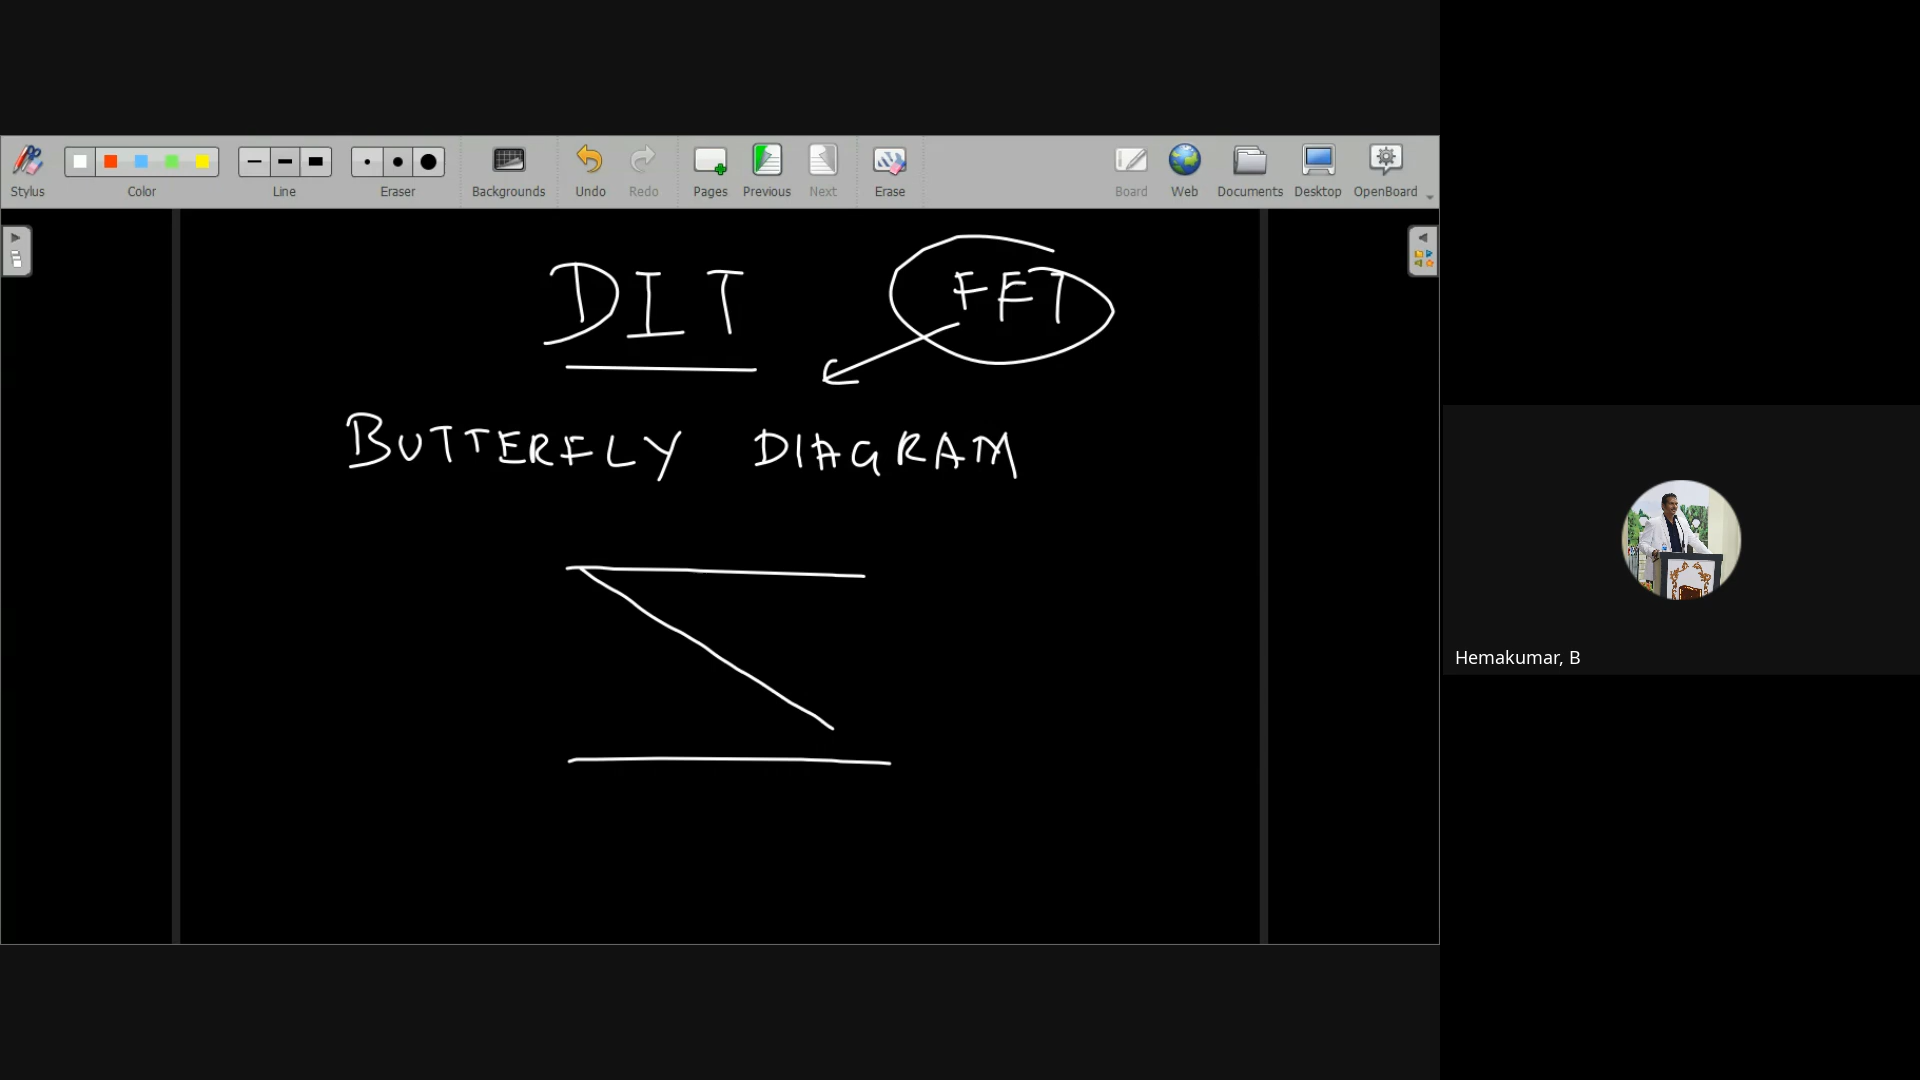 Stylus Color Line Eraser Backgrounds Undo Redo Pages Previous Next Erase Board Web Documents Desktop OpenBoard
DIT FFT
BUTTERFLY DIAGRAM
Hemakumar, B